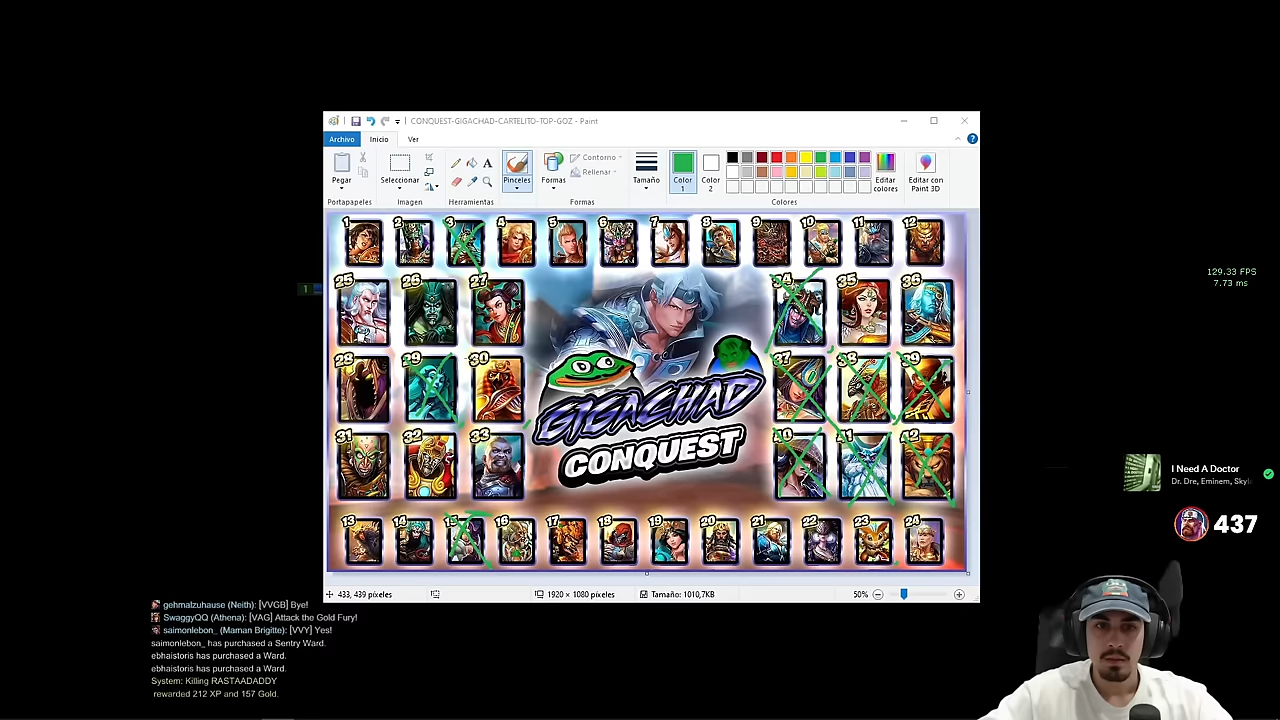 CONQUEST-GIGACHAD-CARTELITO-TOP-GOZ - Paint
Archivo Inicio Ver
Pegar
Seleccionar
Pinceles
Formas
Contorno
Rellenar
Tamaño
Color 1
Color 2
Editar colores
Editar con Paint 3D
Portapapeles Imagen Herramientas Formas Colores
1 2 3 4 5 6 7 8 9 10 11 12
25 26 27 34 35 36
28 29 30 37 38 39
31 32 33 40 41 42
GIGACHAD
CONQUEST
13 14 15 16 17 18 19 20 21 22 23 24
433, 439 píxeles 1920 × 1080 píxeles Tamaño: 1010,7KB 50%
1
129.33 FPS
7.73 ms
I Need A Doctor
Dr. Dre, Eminem, Skyla
437
gehmalzuhause (Neith): [VVGB] Bye!
SwaggyQQ (Athena): [VAG] Attack the Gold Fury!
saimonlebon_ (Maman Brigitte): [VVY] Yes!
saimonlebon_ has purchased a Sentry Ward.
ebhaistoris has purchased a Ward.
ebhaistoris has purchased a Ward.
System: Killing RASTAADADDY
rewarded 212 XP and 157 Gold.